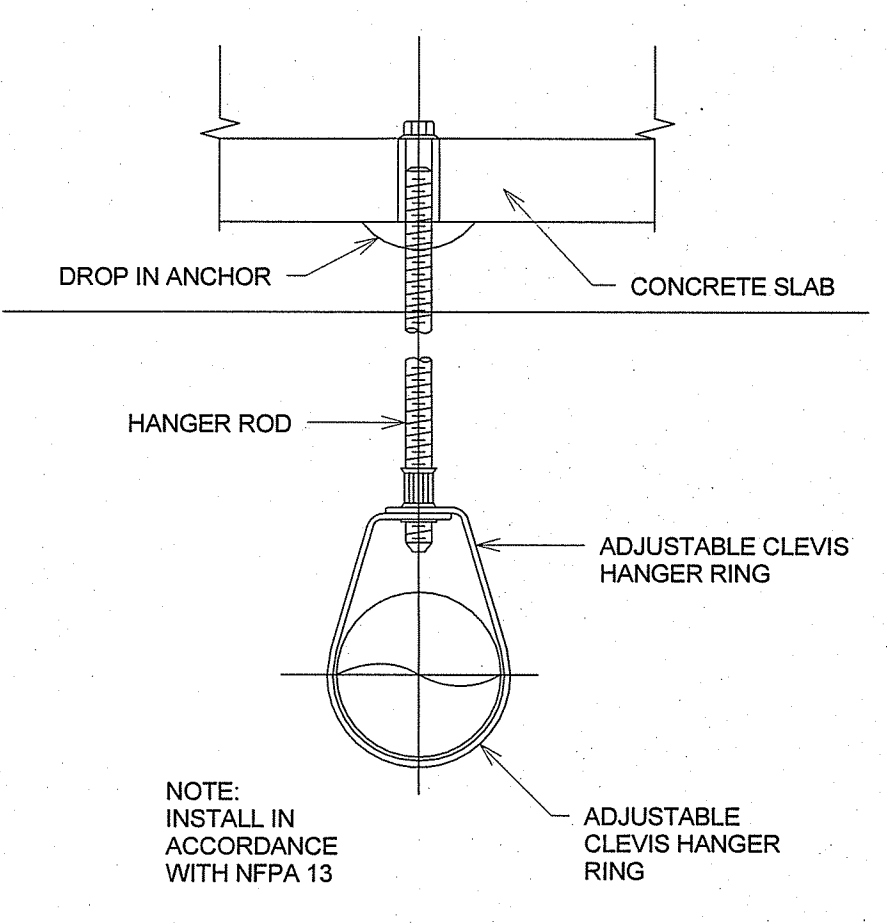 DROP IN ANCHOR
CONCRETE SLAB
HANGER ROD
ADJUSTABLE CLEVIS
HANGER RING
NOTE:
INSTALL IN
ACCORDANCE
WITH NFPA 13
ADJUSTABLE
CLEVIS HANGER
RING